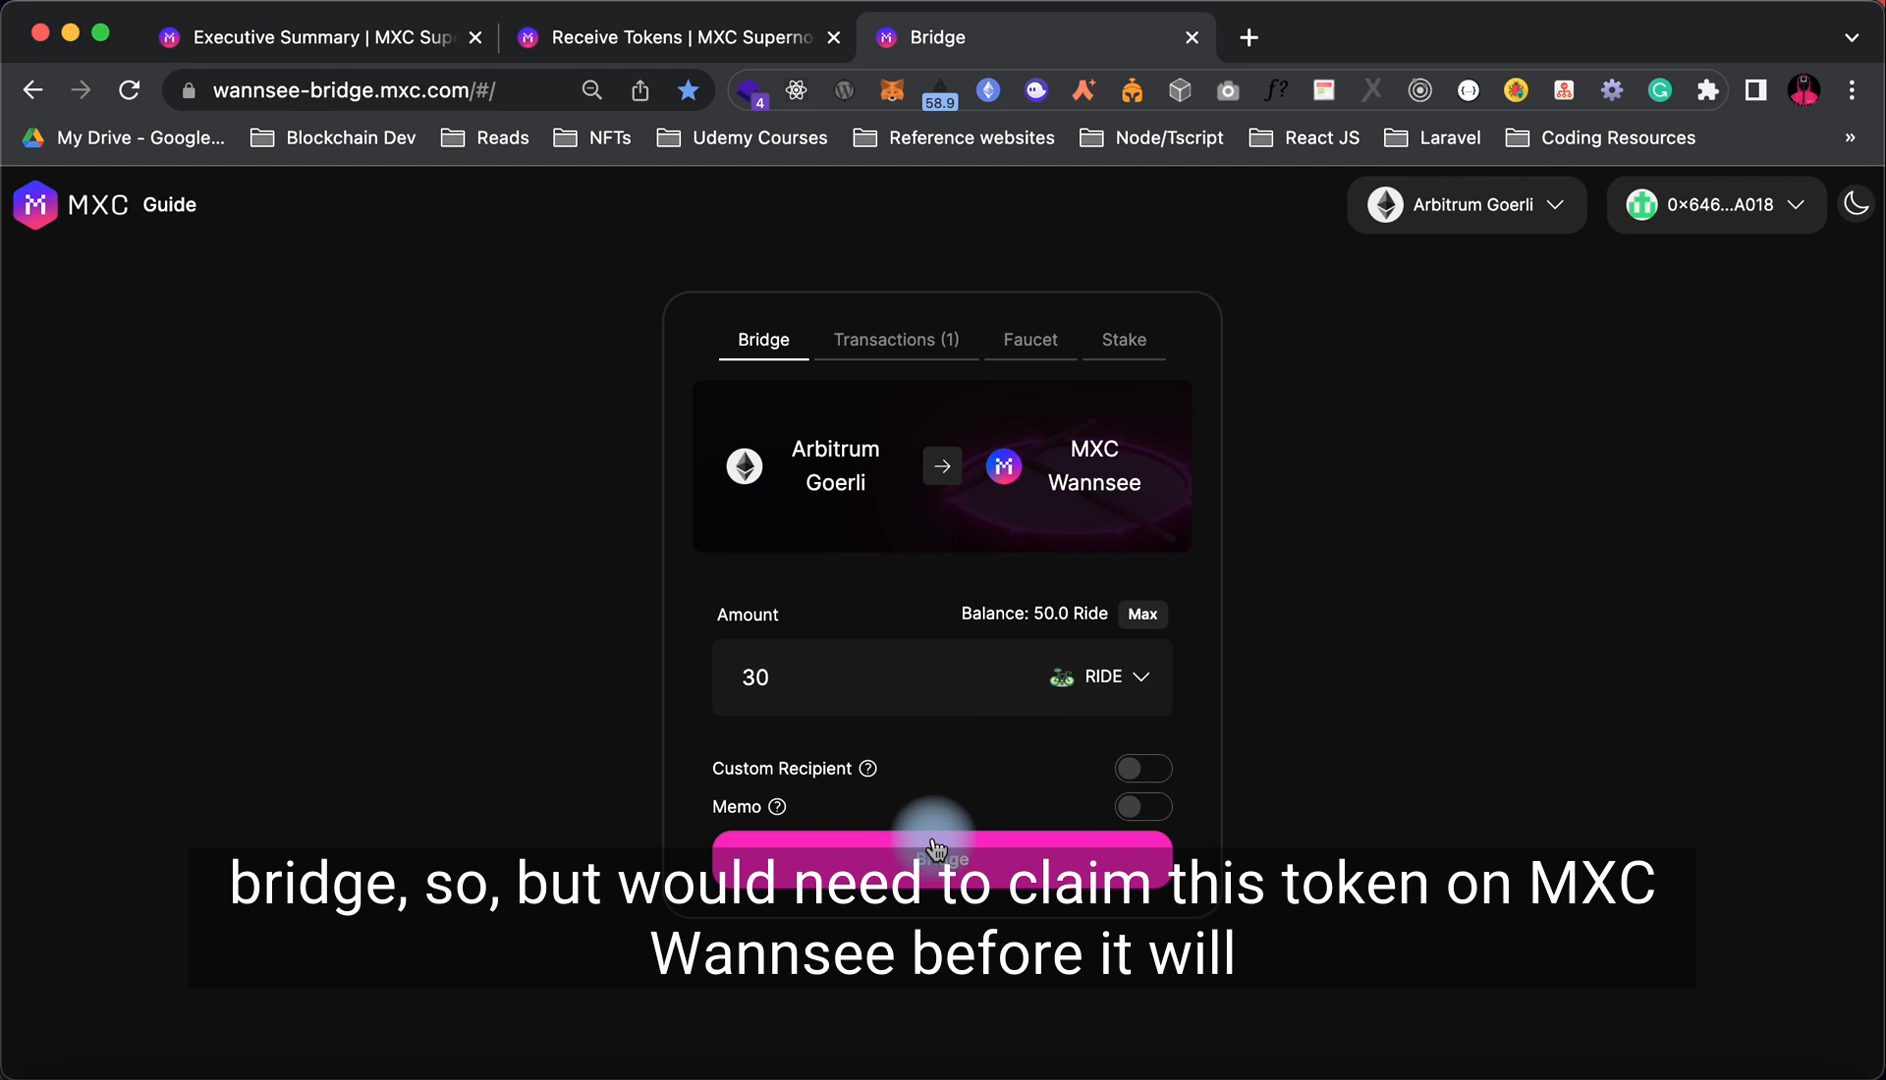 Executive Summary | MXC Sup
Receive Tokens | MXC Superno
Bridge
wannsee-bridge.mxc.com/#/
4
58.9
f?
My Drive - Google...
Blockchain Dev
Reads
NFTs
Udemy Courses
Reference websites
Node/Tscript
React JS
Laravel
Coding Resources
»
MXC Guide
Arbitrum Goerli
0×646...A018
Bridge
Transactions (1)
Faucet
Stake
Arbitrum
Goerli
MXC
Wannsee
Amount
Balance: 50.0 Ride
Max
30
RIDE
Custom Recipient
Memo
Bridge
bridge, so, but would need to claim this token on MXC
Wannsee before it will